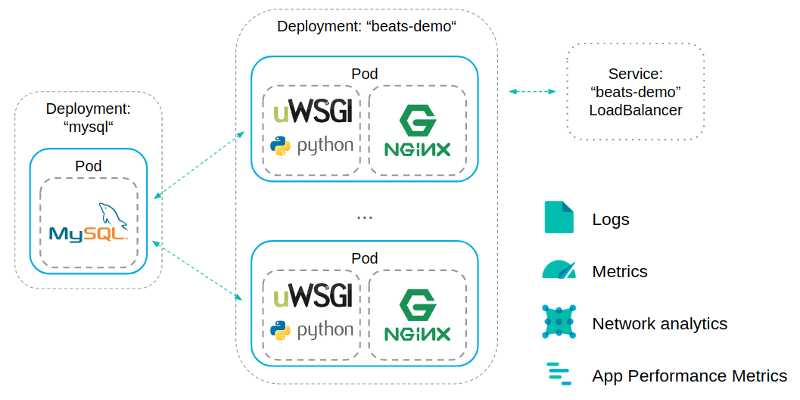 Deployment: “beats-demo“
Pod
uWSGI
python
NGiNX
Service:
“beats-demo”
LoadBalancer
Deployment:
“mysql“
Pod
MySQL
...
Pod
uWSGI
python
NGiNX
Logs
Metrics
Network analytics
App Performance Metrics